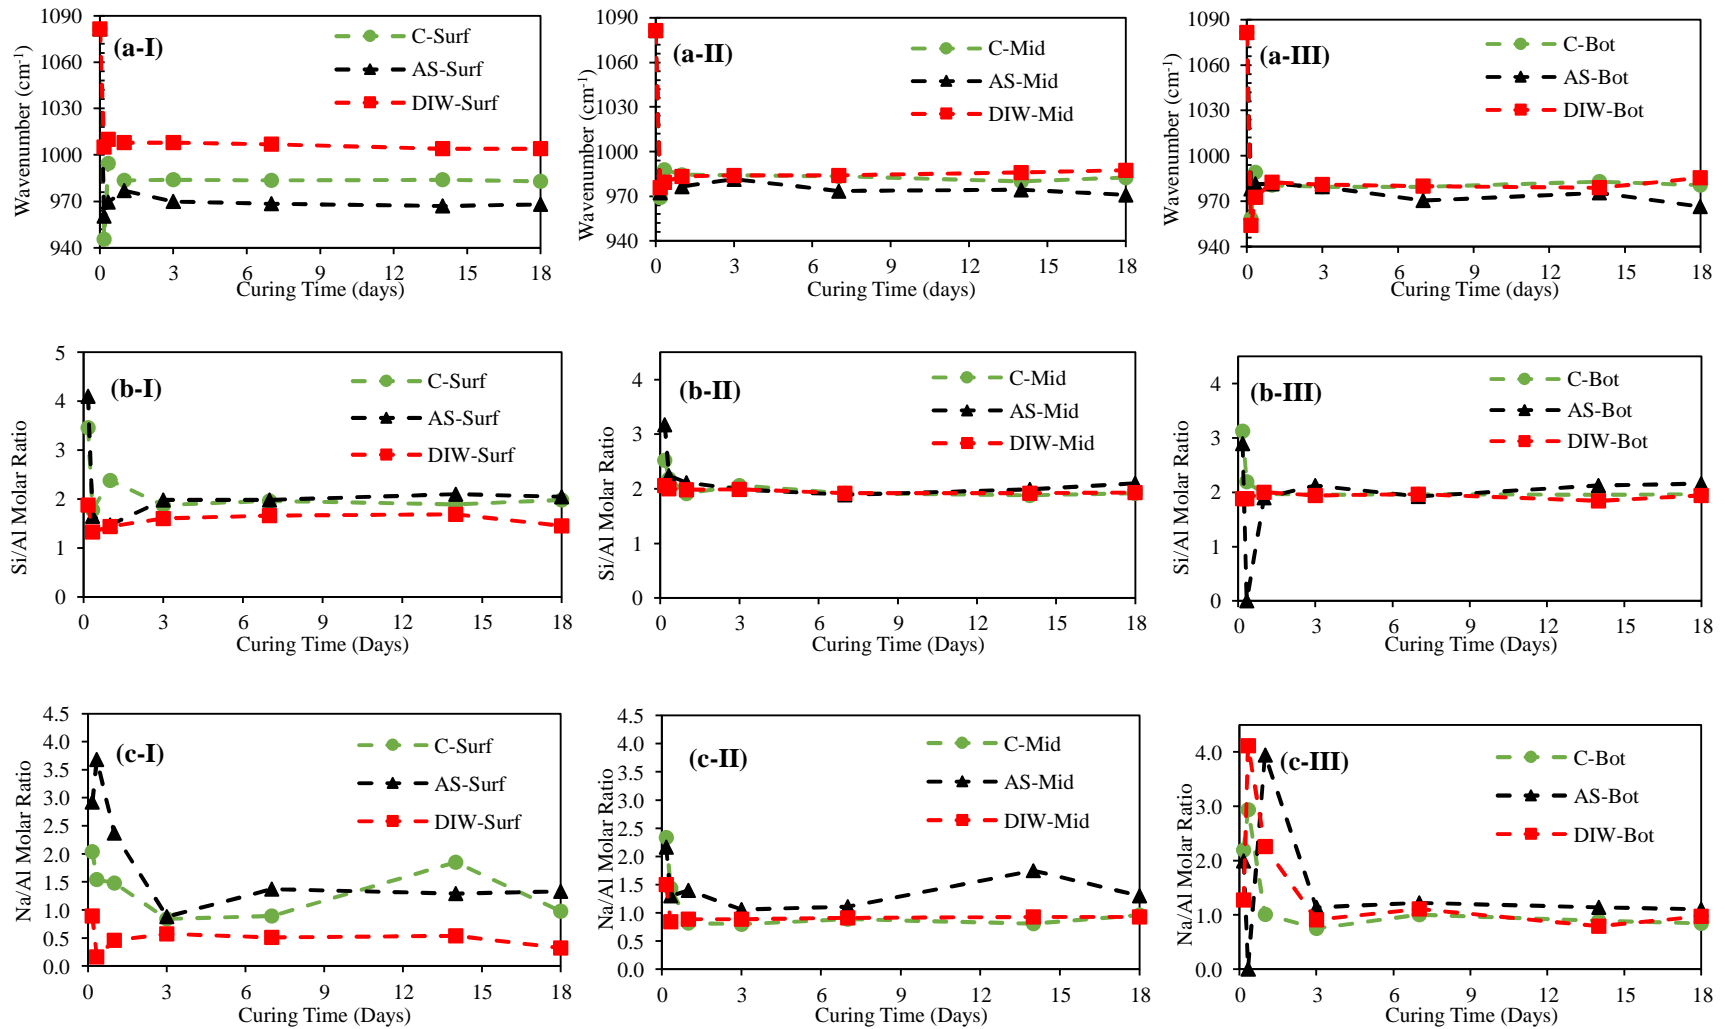 (a-I)
Wavenumber (cm-1)
1090
1060
1030
1000
970
940
C-Surf
AS-Surf
DIW-Surf
0
3
6
9
12
15
18
Curing Time (days)
(a-II)
Wavenumber (cm-1)
1090
1060
1030
1000
970
940
C-Mid
AS-Mid
DIW-Mid
0
3
6
9
12
15
18
Curing Time (days)
(a-III)
Wavenumber (cm-1)
1090
1060
1030
1000
970
940
C-Bot
AS-Bot
DIW-Bot
0
3
6
9
12
15
18
Curing Time (days)
(b-I)
Si/Al Molar Ratio
5
4
3
2
1
0
C-Surf
AS-Surf
DIW-Surf
0
3
6
9
12
15
18
Curing Time (Days)
(b-II)
Si/Al Molar Ratio
4
3
2
1
0
C-Mid
AS-Mid
DIW-Mid
0
3
6
9
12
15
18
Curing Time (Days)
(b-III)
Si/Al Molar Ratio
4
3
2
1
0
C-Bot
AS-Bot
DIW-Bot
0
3
6
9
12
15
18
Curing Time (Days)
(c-I)
Na/Al Molar Ratio
4.5
4.0
3.5
3.0
2.5
2.0
1.5
1.0
0.5
0.0
C-Surf
AS-Surf
DIW-Surf
0
3
6
9
12
15
18
Curing Time (Days)
(c-II)
Na/Al Molar Ratio
4.5
4.0
3.5
3.0
2.5
2.0
1.5
1.0
0.5
0.0
C-Mid
AS-Mid
DIW-Mid
0
3
6
9
12
15
18
Curing Time (Days)
(c-III)
Na/Al Molar Ratio
4.0
3.0
2.0
1.0
0.0
C-Bot
AS-Bot
DIW-Bot
0
3
6
9
12
15
18
Curing Time (Days)